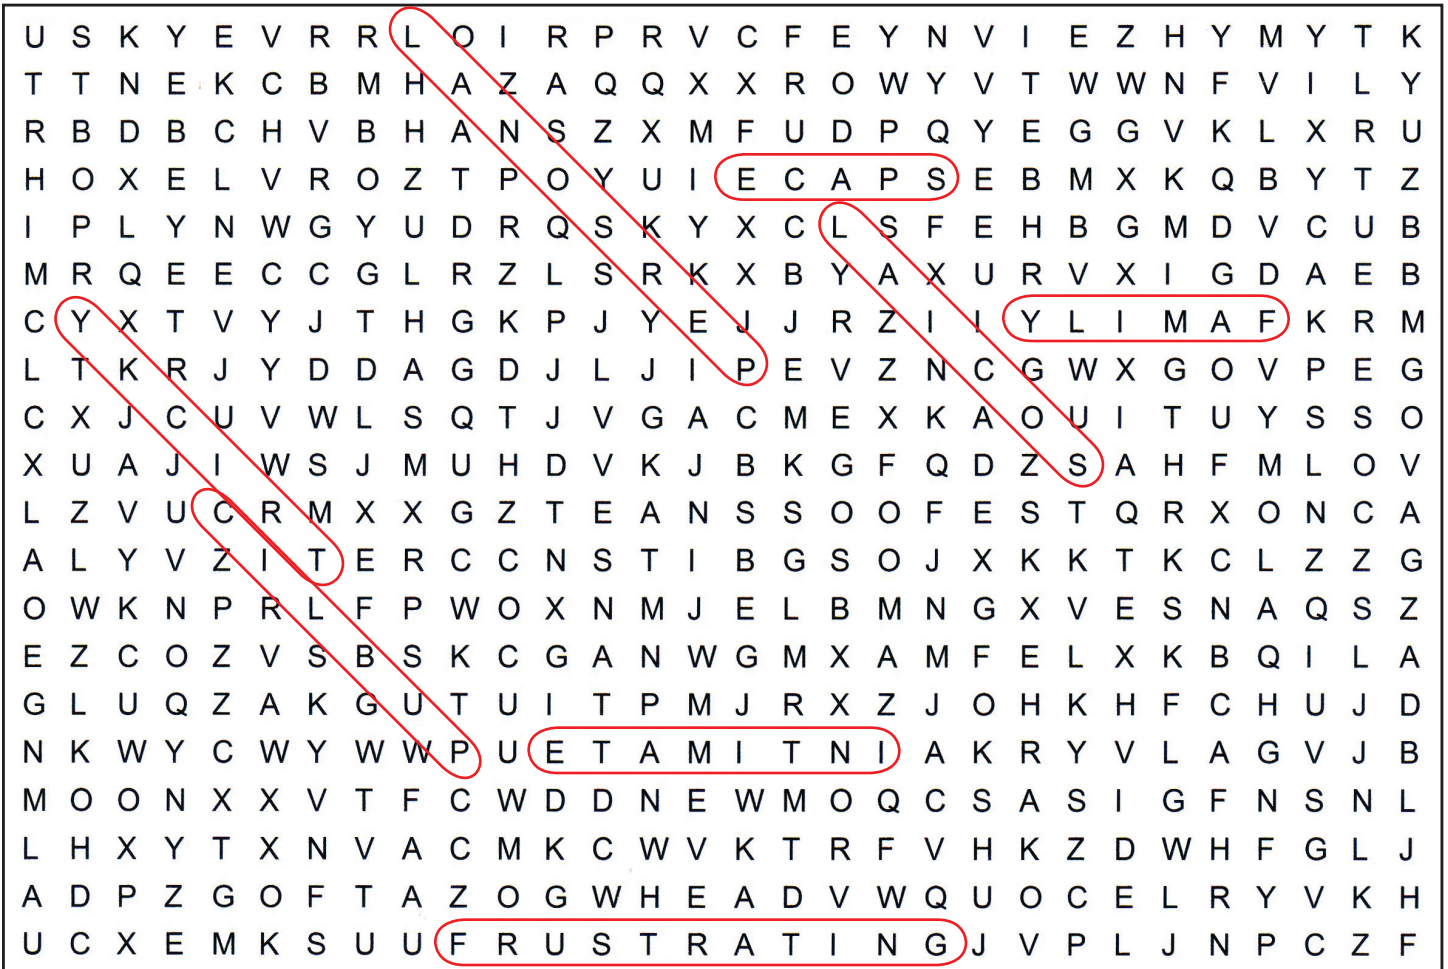 U S K Y E V R R L O I R P R V C F E Y N V I E Z H Y M Y T K
T T N E K C B M H A Z A Q Q X X R O W Y V T W W N F V I L Y
R B D B C H V B H A N S Z X M F U D P Q Y E G G V K L X R U
H O X E L V R O Z T P O Y U I E C A P S E B M X K Q B Y T Z
I P L Y N W G Y U D R Q S K Y X C L S F E H B G M D V C U B
M R Q E E C C G L R Z L S R K X B Y A X U R V X I G D A E B
C Y X T V Y J T H G K P J Y E J J R Z I I Y L I M A F K R M
L T K R J Y D D A G D J L J I P E V Z N C G W X G O V P E G
C X J C U V W L S Q T J V G A C M E X K A O U I T U Y S S O
X U A J I W S J M U H D V K J B K G F Q D Z S A H F M L O V
L Z V U C R M X X G Z T E A N S S O O F E S T Q R X O N C A
A L Y V Z I T E R C C N S T I B G S O J X K K T K C L Z Z G
O W K N P R L F P W O X N M J E L B M N G X V E S N A Q S Z
E Z C O Z V S B S K C G A N W G M X A M F E L X K B Q I L A
G L U Q Z A K G U T U I T P M J R X Z J O H K H F C H U J D
N K W Y C W Y W W P U E T A M I T N I A K R Y V L A G V J B
M O O N X X V T F C W D D N E W M O Q C S A S I G F N S N L
L H X Y T X N V A C M K C W V K T R F V H K Z D W H F G L J
A D P Z G O F T A Z O G W H E A D V W Q U O C E L R Y V K H
U C X E M K S U U F R U S T R A T I N G J V P L J N P C Z F